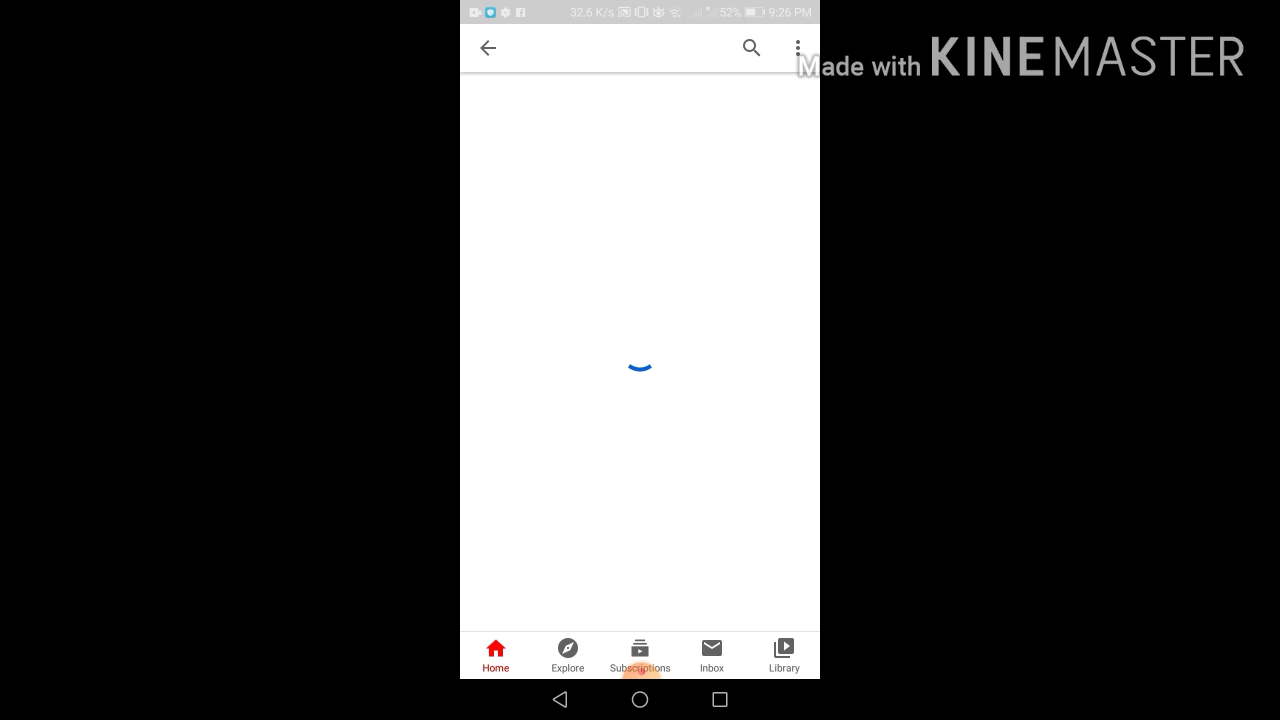 32.6 K/s 52% 9:26 PM
Made with KINEMASTER
Home Explore Subscriptions Inbox Library